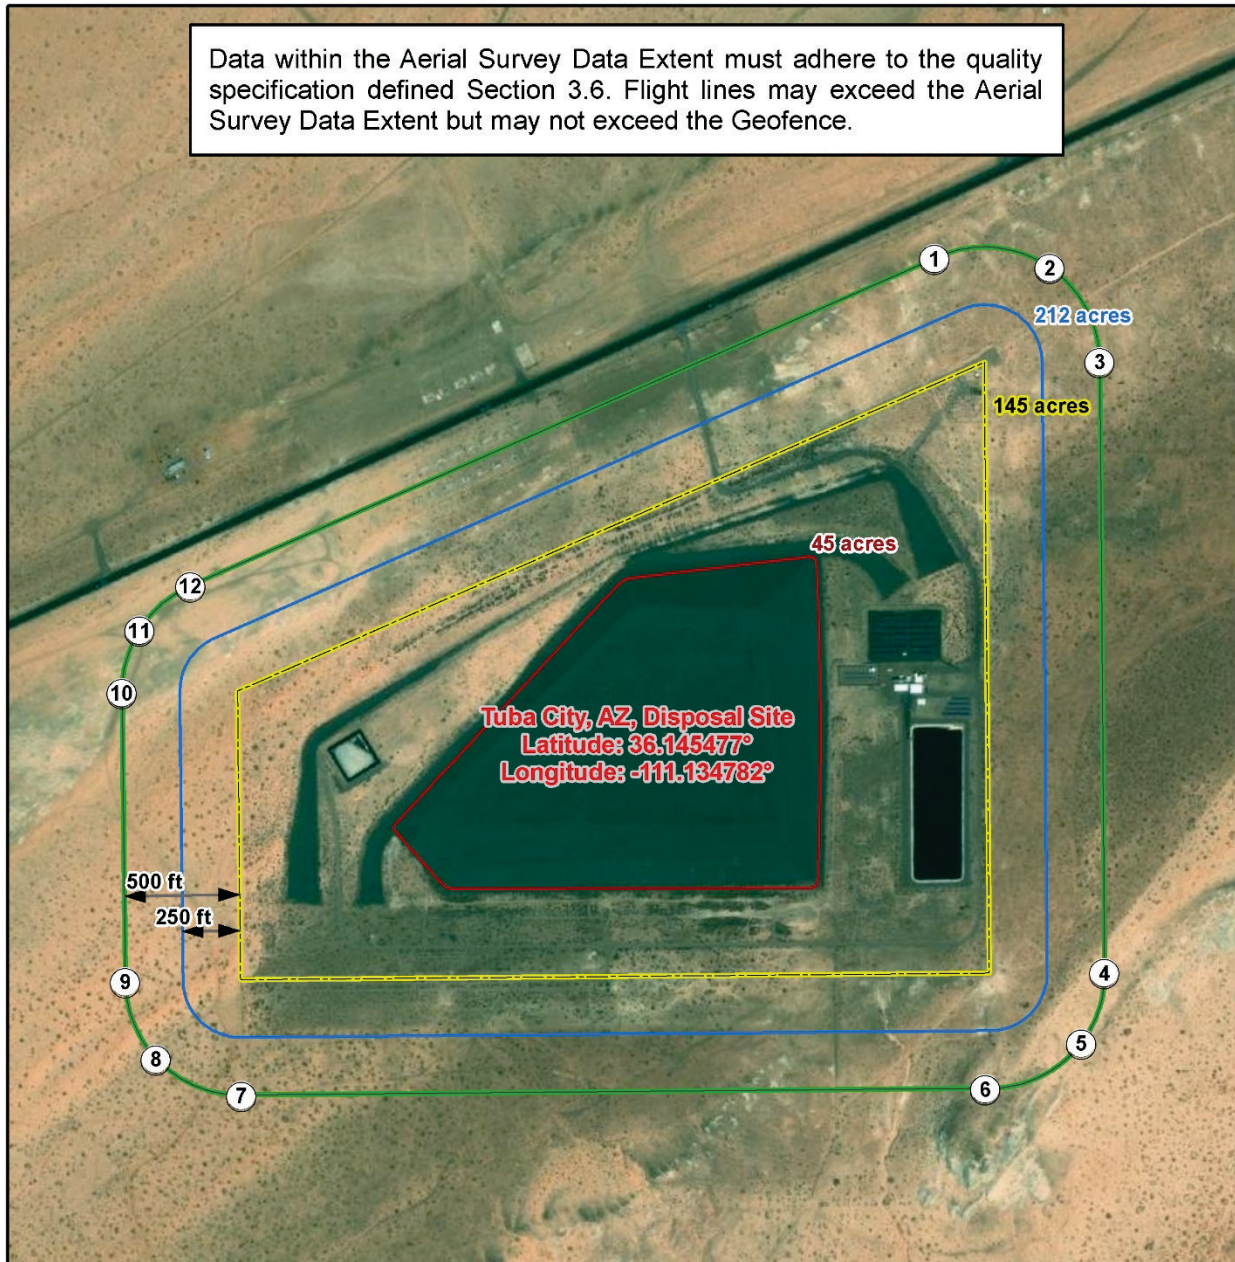 Data within the Aerial Survey Data Extent must adhere to the quality
specification defined Section 3.6. Flight lines may exceed the Aerial
Survey Data Extent but may not exceed the Geofence.
1
2
212 acres
3
145 acres
45 acres
12
11
10
Tuba City, AZ, Disposal Site
Latitude: 36.145477°
Longitude: -111.134782°
500 ft
250 ft
9
4
5
8
7
6